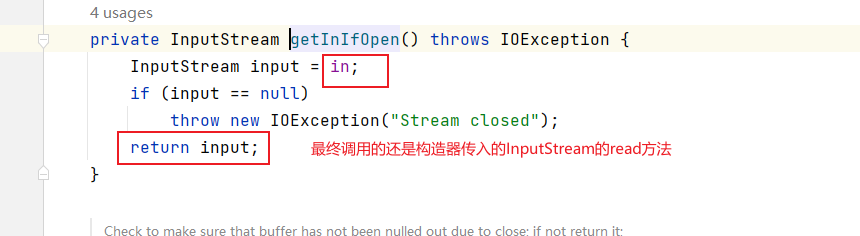 4 usages
private InputStream getInIfOpen() throws IOException {
InputStream input = in;
if (input == null)
throw new IOException("Stream closed");
return input; 最终调用的还是构造器传入的InputStream的read方法
}
Check to make sure that buffer has not been nulled out due to close; if not return it;